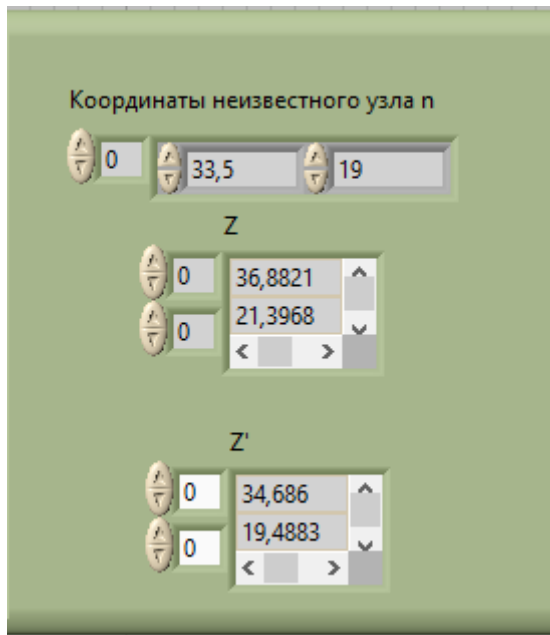 Координаты неизвестного узла n
0 33,5 19
Z
0 36,8821
0 21,3968
Z'
0 34,686
0 19,4883